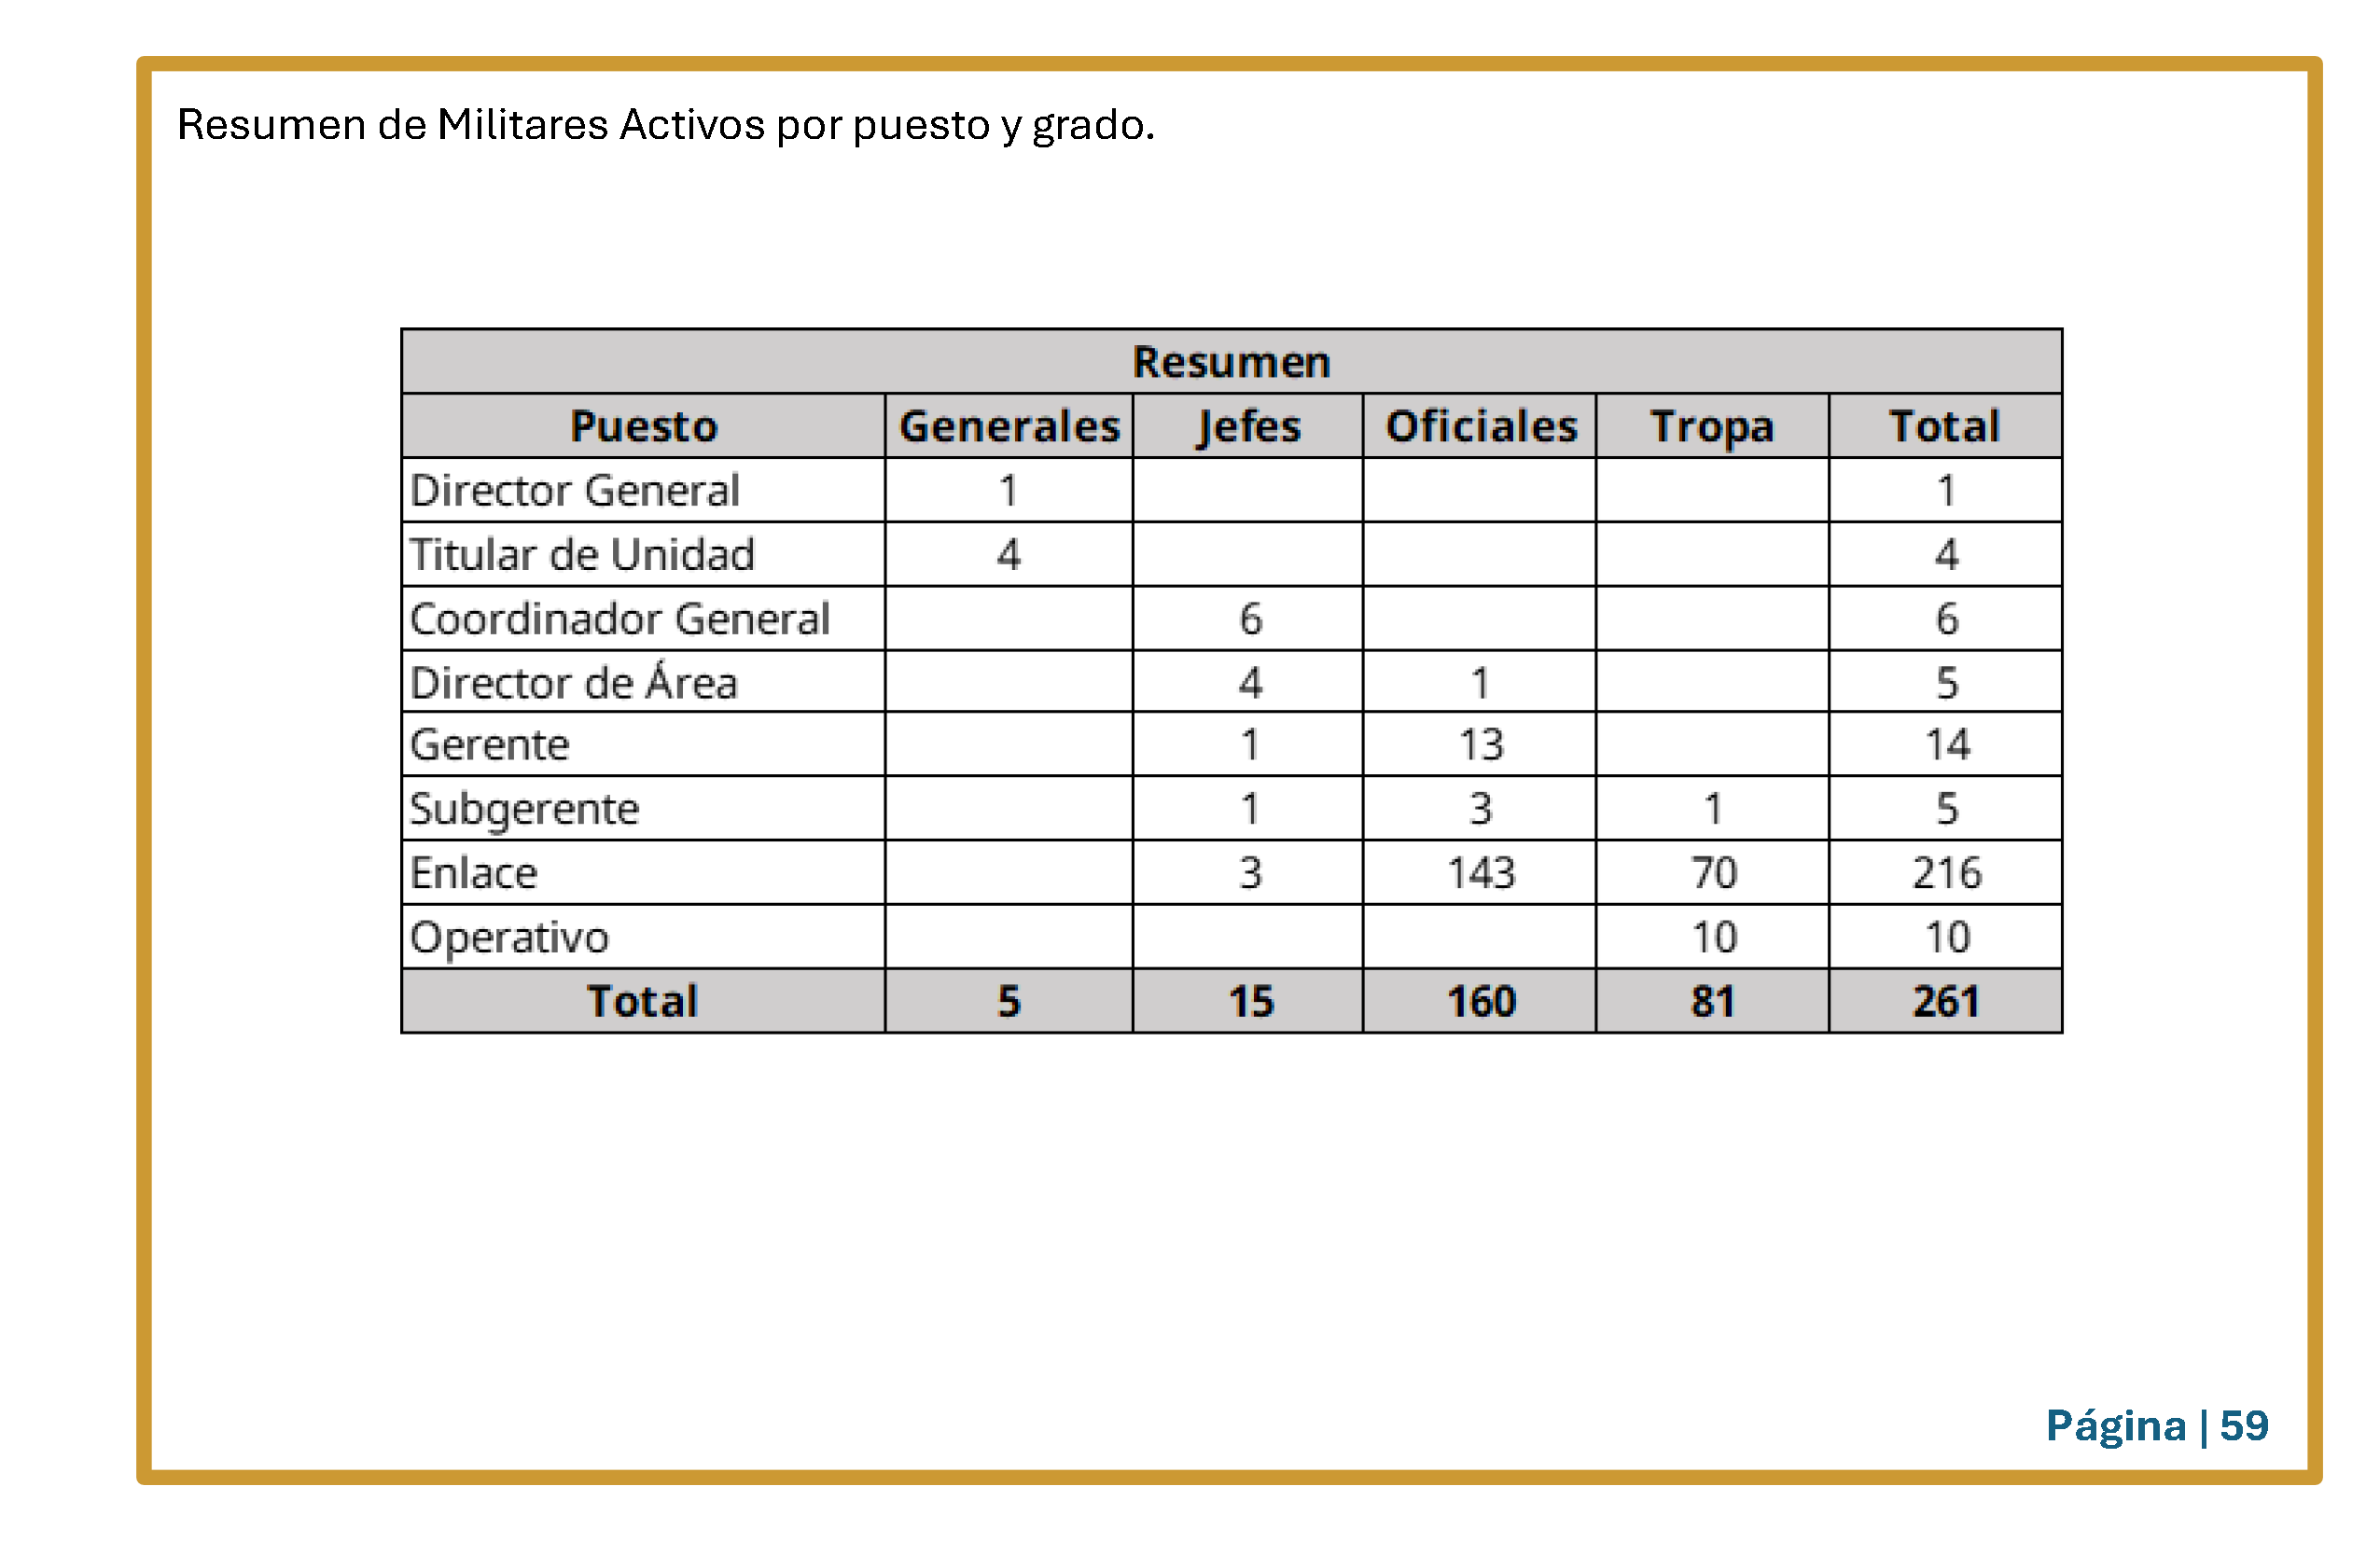 Resumen de Militares Activos por puesto y grado.
Resumen
Puesto Generales Jefes Oficiales Tropa Total
Director General 1 1
Titular de Unidad 4 4
Coordinador General 6 6
Director de Área 4 1 5
Gerente 1 13 14
Subgerente 1 3 1 5
Enlace 3 143 70 216
Operativo 10 10
Total 5 15 160 81 261
Página | 59